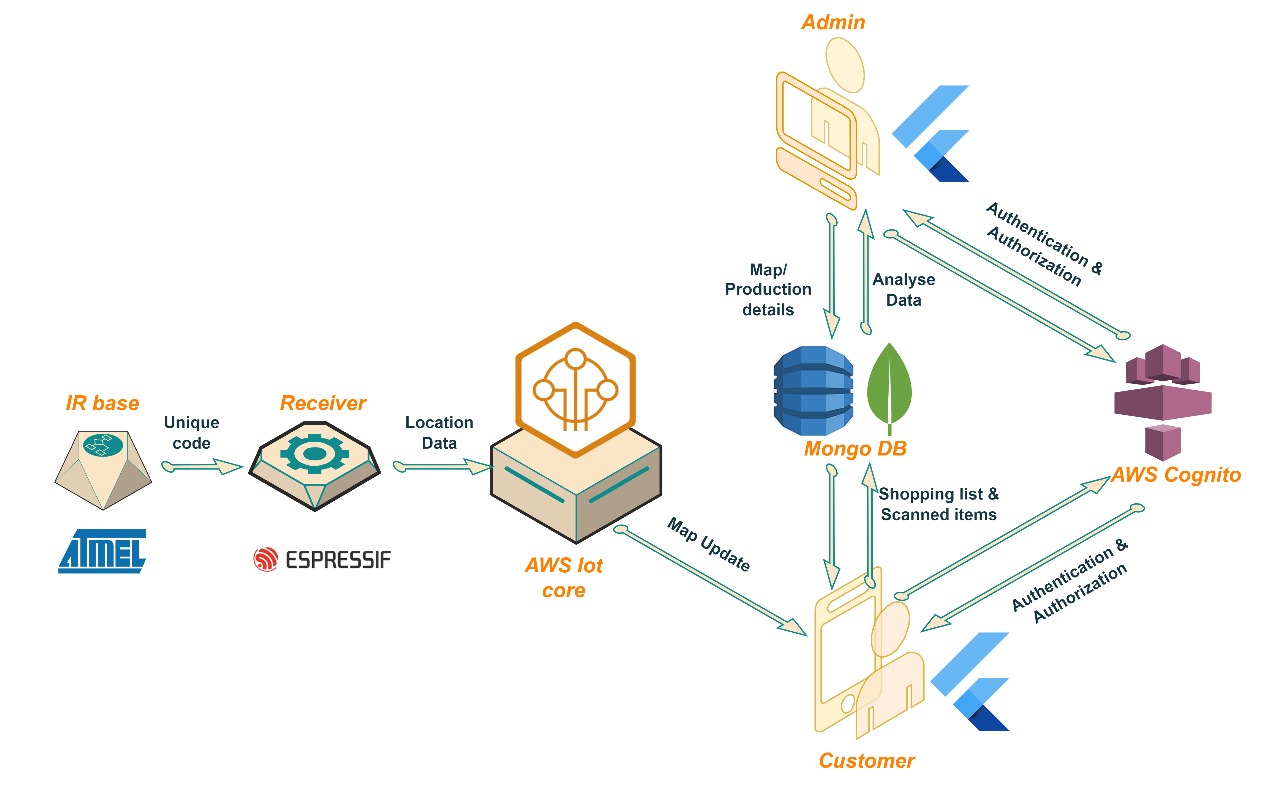 Admin
Authentication &
Authorization
Map/
Production
details
Analyse
Data
IR base
Unique
code
Receiver
Location
Data
Mongo DB
AWS Cognito
Shopping list &
Scanned items
ATMEL
ESPRESSIF
AWS Iot
core
Map Update
Authentication &
Authorization
Customer